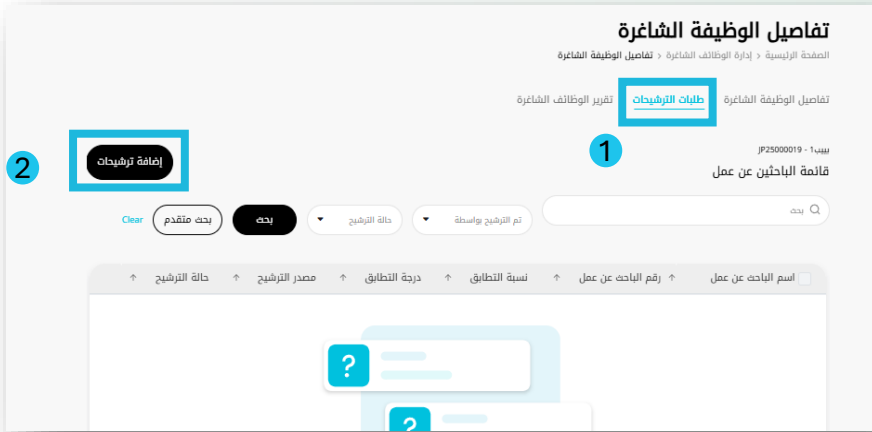 تفاصيل الوظيفة الشاغرة
الصفحة الرئيسية > إدارة الوظائف الشاغرة > تفاصيل الوظيفة الشاغرة
تفاصيل الوظيفة الشاغرة طلبات الترشيحات تقرير الوظائف الشاغرة
1
بيب1 - JP25000019
إضافة ترشيحات
2
قائمة الباحثين عن عمل
بحث
تم الترشيح بواسطة حالة الترشيح بحث بحث متقدم Clear
اسم الباحث عن عمل ↑ رقم الباحث عن عمل ↑ نسبة التطابق ↑ درجة التطابق ↑ مصدر الترشيح ↑ حالة الترشيح ↑
?
?